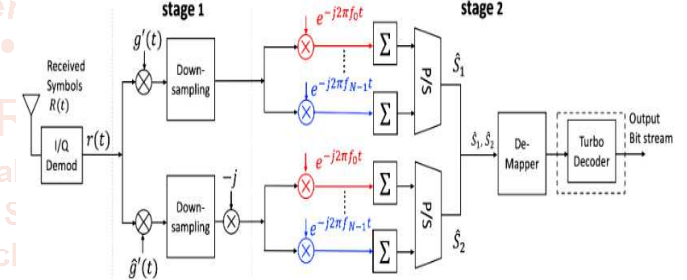 stage 1
stage 2
Received
Symbols
R(t)
I/Q
Demod
r(t)
g'(t)
Down-
sampling
ĝ'(t)
Down-
sampling
-j
e^{-j2πf_0t}
e^{-j2πf_{N-1}t}
Σ
Σ
P/S
Ŝ_1
e^{-j2πf_0t}
e^{-j2πf_{N-1}t}
Σ
Σ
P/S
Ŝ_2
Ŝ_1, Ŝ_2
De-
Mapper
Turbo
Decoder
Output
Bit stream